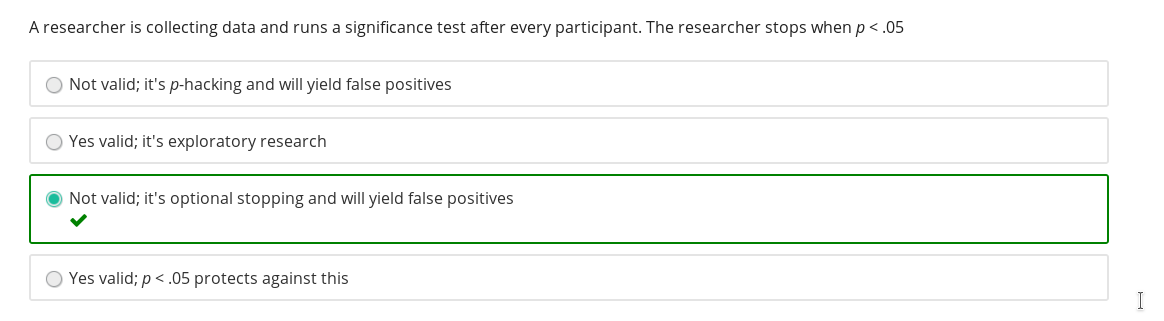 A researcher is collecting data and runs a significance test after every participant. The researcher stops when p < .05
Not valid; it's p-hacking and will yield false positives
Yes valid; it's exploratory research
Not valid; it's optional stopping and will yield false positives
Yes valid; p < .05 protects against this